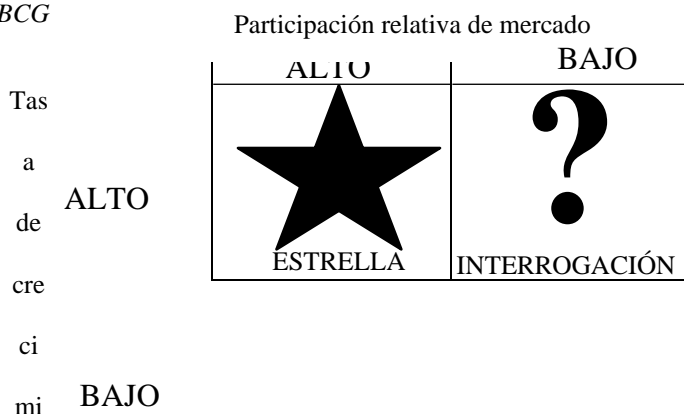 BCG
Participación relativa de mercado
ALTO
BAJO
Tas
a
de
cre
ci
mi
ALTO
?
ESTRELLA
INTERROGACIÓN
BAJO